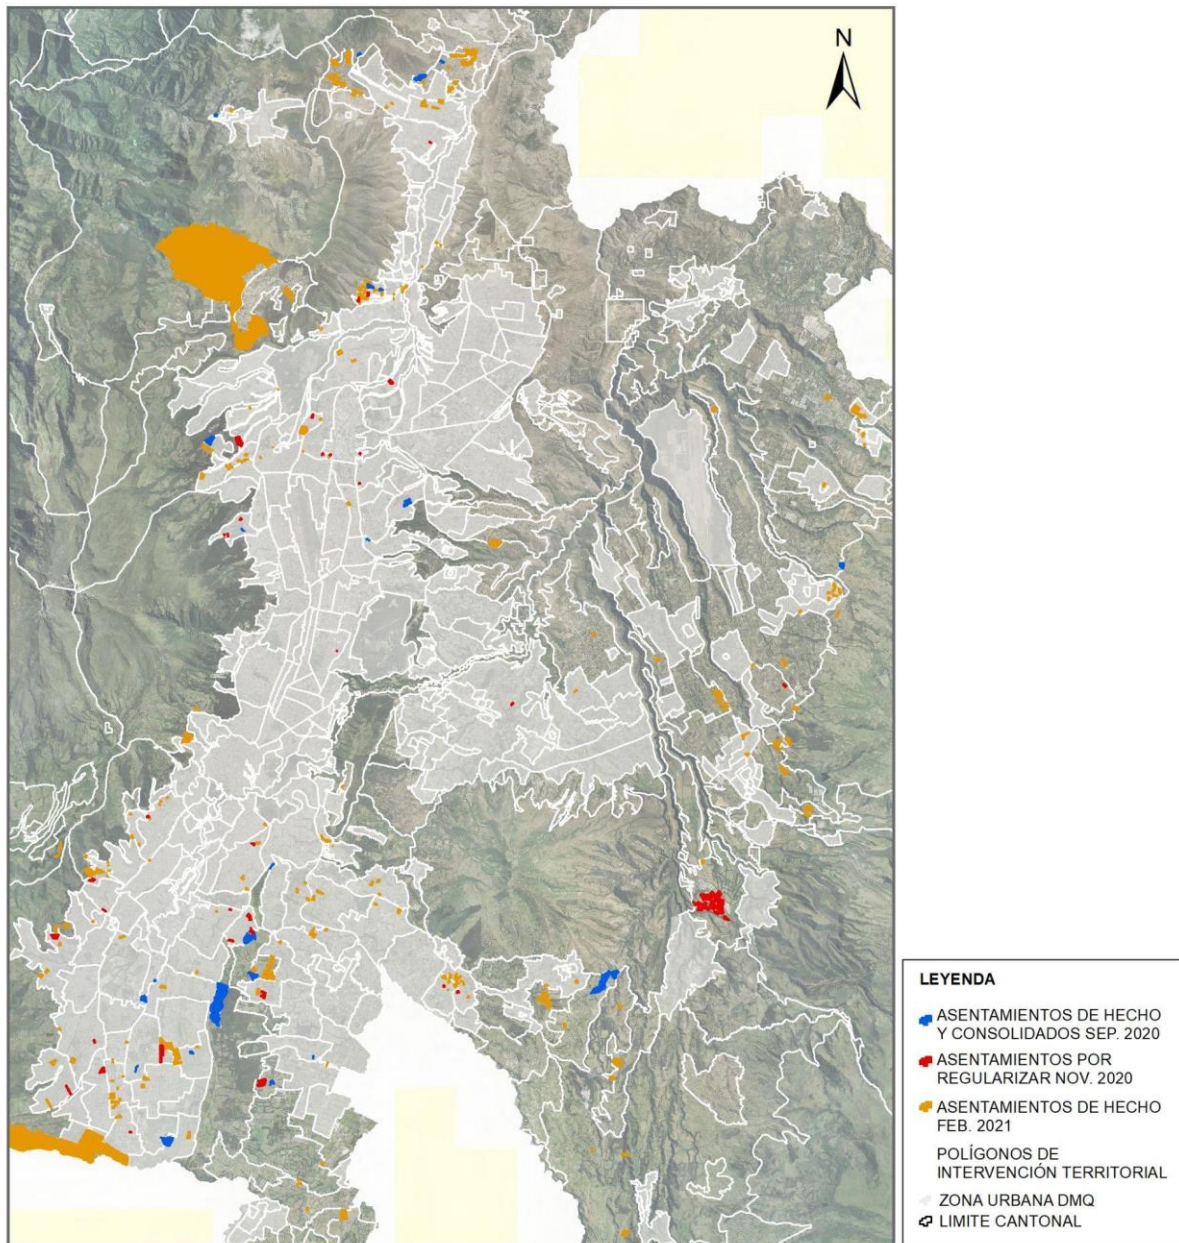 N
LEYENDA
ASENTAMIENTOS DE HECHO
Y CONSOLIDADOS SEP. 2020
ASENTAMIENTOS POR
REGULARIZAR NOV. 2020
ASENTAMIENTOS DE HECHO
FEB. 2021
POLÍGONOS DE
INTERVENCIÓN TERRITORIAL
ZONA URBANA DMQ
LIMITE CANTONAL